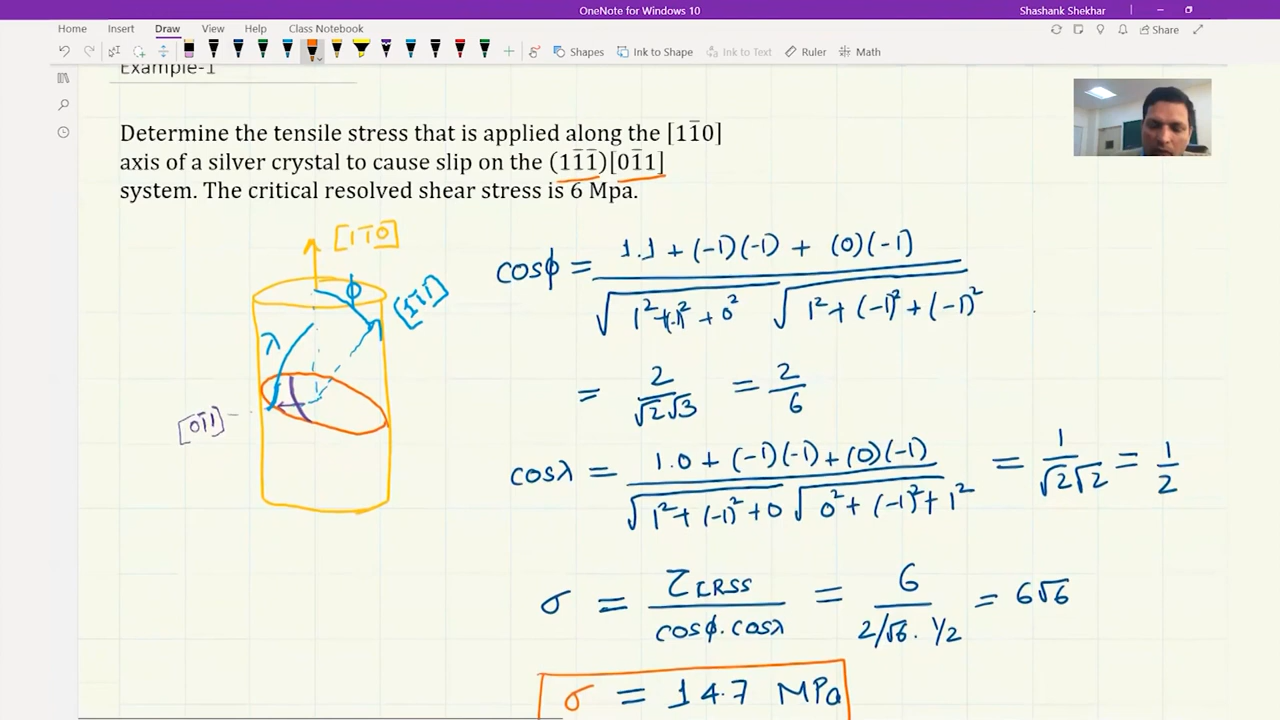 OneNote for Windows 10
Shashank Shekhar
Home Insert Draw View Help Class Notebook
Share
Shapes Ink to Shape Ink to Text Ruler Math
Example-1
Determine the tensile stress that is applied along the [11̅0]
axis of a silver crystal to cause slip on the (11̅1̅)[01̅1]
system. The critical resolved shear stress is 6 Mpa.
[11̅0]
ϕ
[11̅1̅]
λ
[01̅1]
cosϕ = (1.1 + (-1)(-1) + (0)(-1)) / (√(1² + (-1)² + 0²) √(1² + (-1)² + (-1)²))
= 2/(√2√3) = 2/6
cosλ = (1.0 + (-1)(-1) + (0)(-1)) / (√(1² + (-1)² + 0) √(0² + (-1)² + 1²)) = 1/(√2√2) = 1/2
σ = τCRSS/(cosϕ.cosλ) = 6/(2/√6 . 1/2) = 6√6
σ = 14.7 MPa